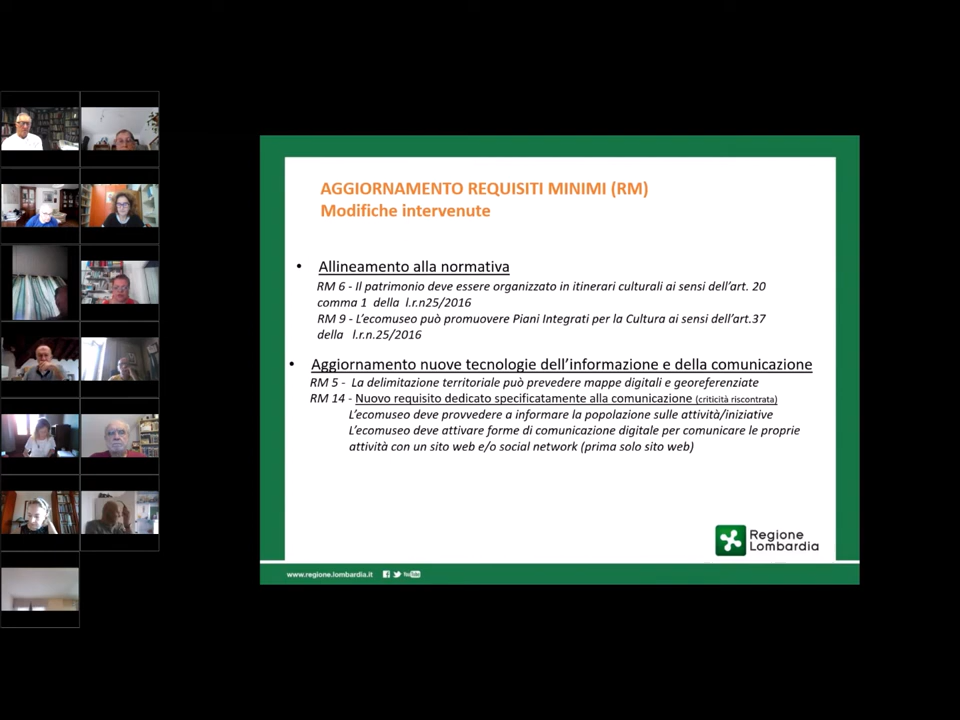 AGGIORNAMENTO REQUISITI MINIMI (RM)
Modifiche intervenute
• Allineamento alla normativa
RM 6 - Il patrimonio deve essere organizzato in itinerari culturali ai sensi dell'art. 20
comma 1 della l.r.n25/2016
RM 9 - L'ecomuseo può promuovere Piani Integrati per la Cultura ai sensi dell'art.37
della l.r.n.25/2016
• Aggiornamento nuove tecnologie dell'informazione e della comunicazione
RM 5 - La delimitazione territoriale può prevedere mappe digitali e georeferenziate
RM 14 - Nuovo requisito dedicato specificatamente alla comunicazione (criticità riscontrata)
L'ecomuseo deve provvedere a informare la popolazione sulle attività/iniziative
L'ecomuseo deve attivare forme di comunicazione digitale per comunicare le proprie
attività con un sito web e/o social network (prima solo sito web)
Regione
Lombardia
www.regione.lombardia.it
You Tube